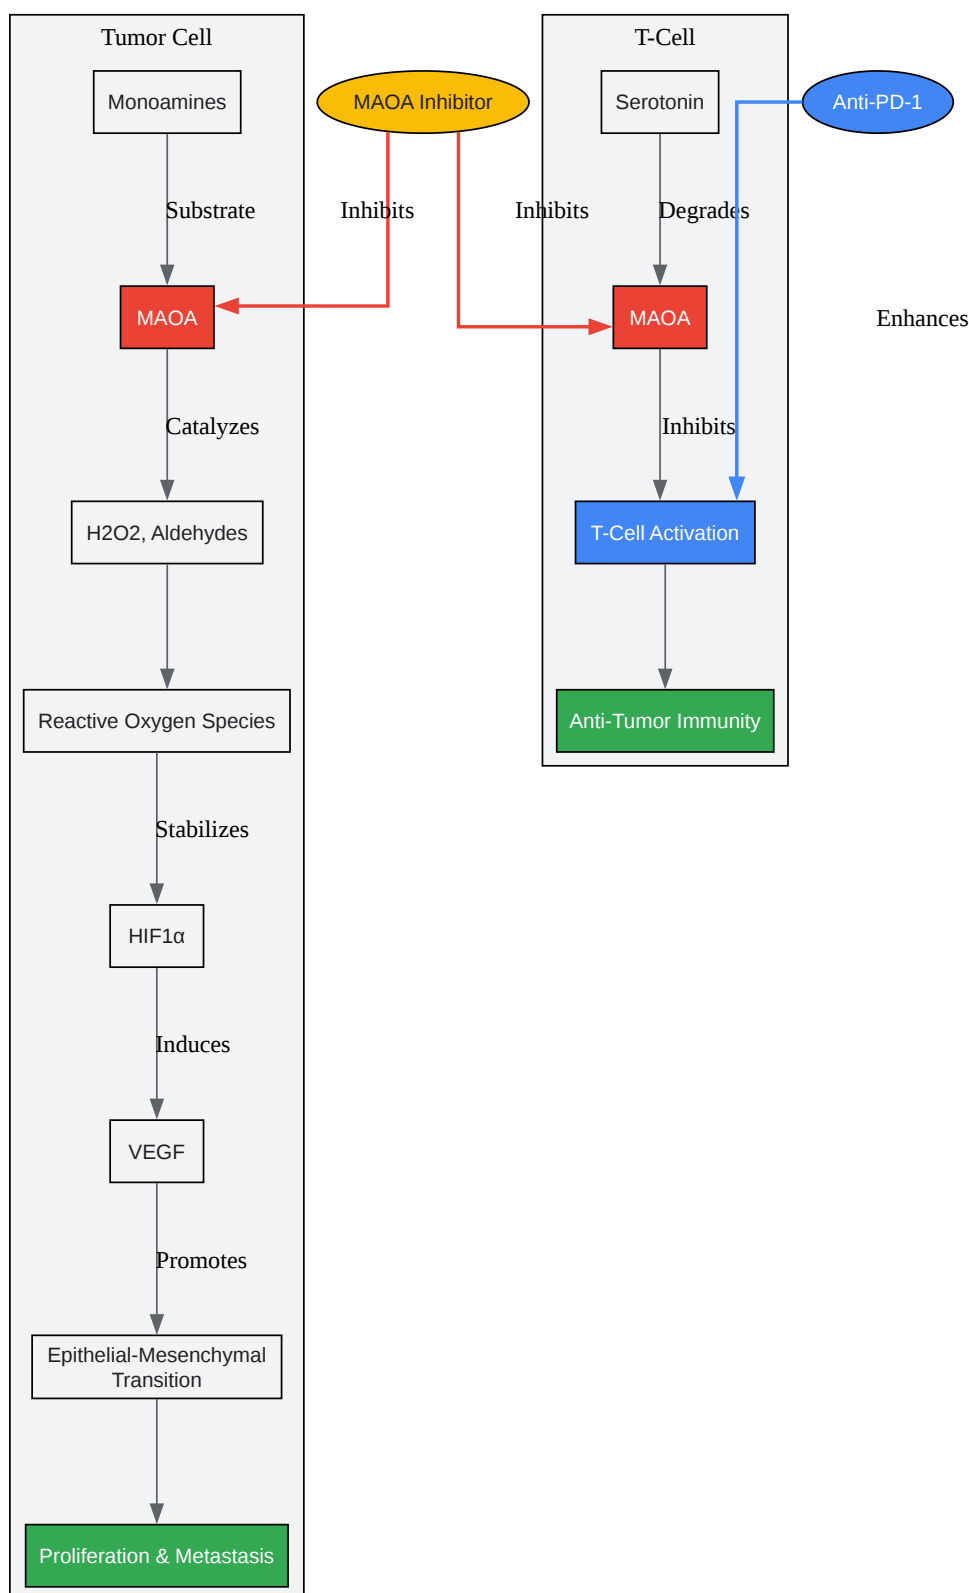 Tumor Cell
Monoamines
Substrate
MAOA
Catalyzes
H2O2, Aldehydes
Reactive Oxygen Species
Stabilizes
HIF1α
Induces
VEGF
Promotes
Epithelial-Mesenchymal
Transition
Proliferation & Metastasis
MAOA Inhibitor
Inhibits
Inhibits
T-Cell
Serotonin
Degrades
MAOA
Inhibits
T-Cell Activation
Anti-Tumor Immunity
Anti-PD-1
Enhances